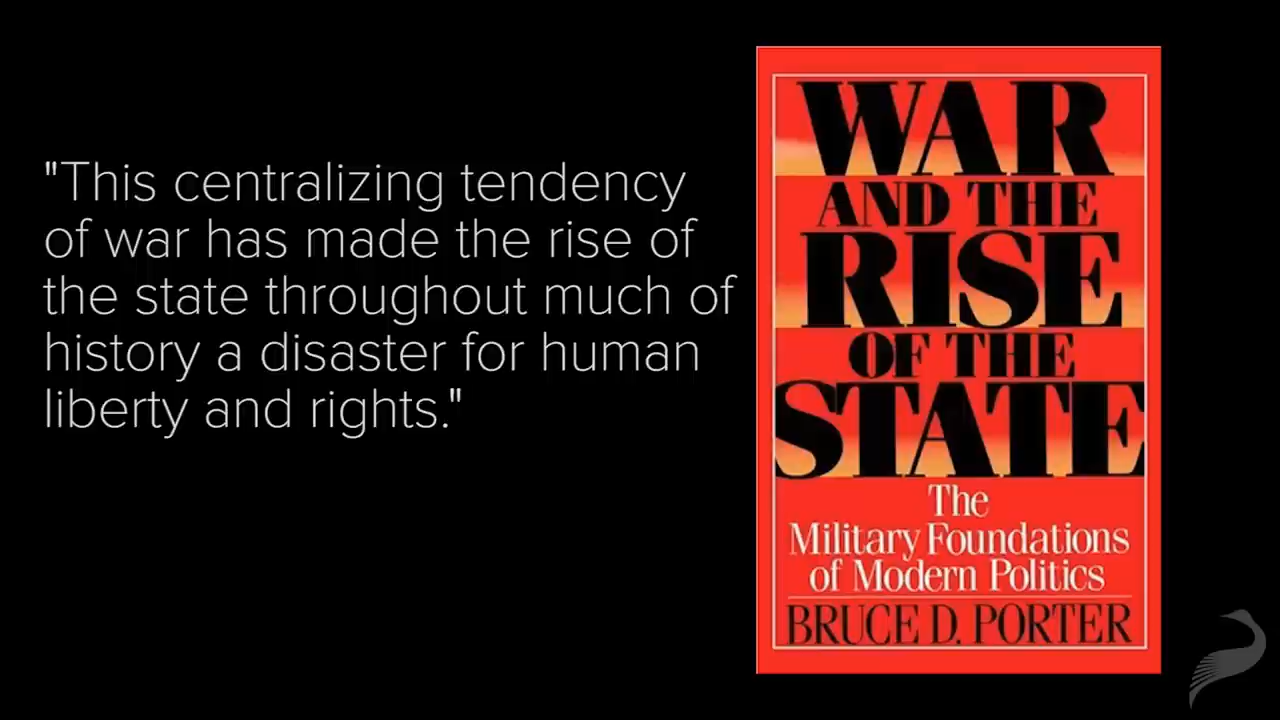 "This centralizing tendency
of war has made the rise of
the state throughout much of
history a disaster for human
liberty and rights."
WAR
AND THE
RISE
OF THE
STATE
The
Military Foundations
of Modern Politics
BRUCE D. PORTER